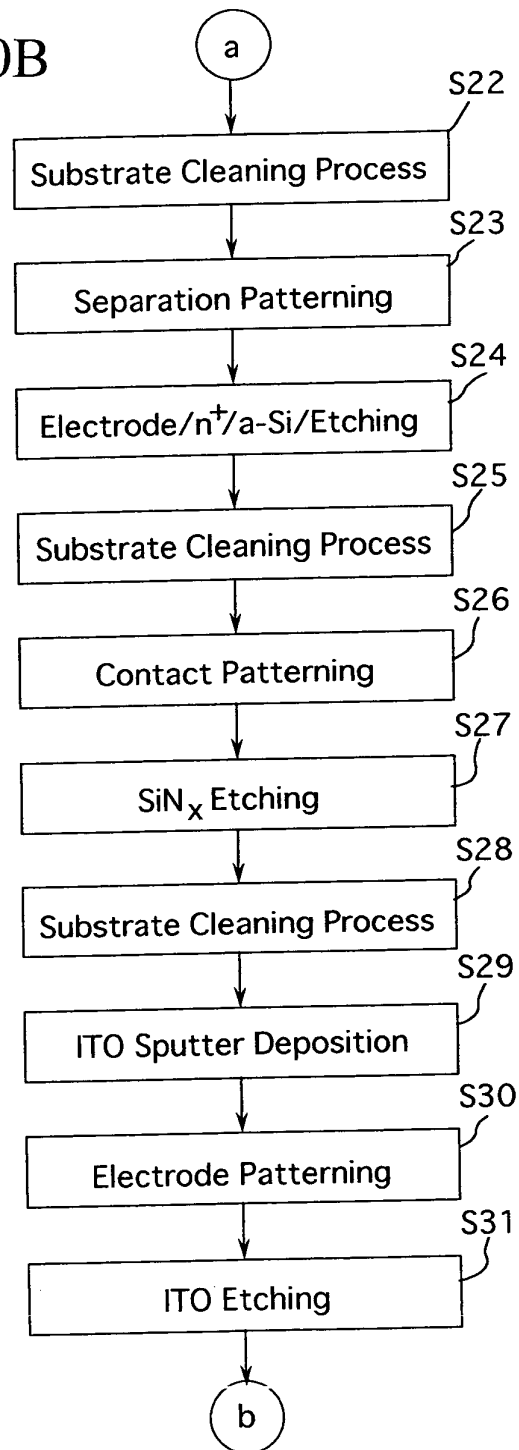 0B
a
S22
Substrate Cleaning Process
S23
Separation Patterning
S24
Electrode/n+/a-Si/Etching
S25
Substrate Cleaning Process
S26
Contact Patterning
S27
SiNx Etching
S28
Substrate Cleaning Process
S29
ITO Sputter Deposition
S30
Electrode Patterning
S31
ITO Etching
b